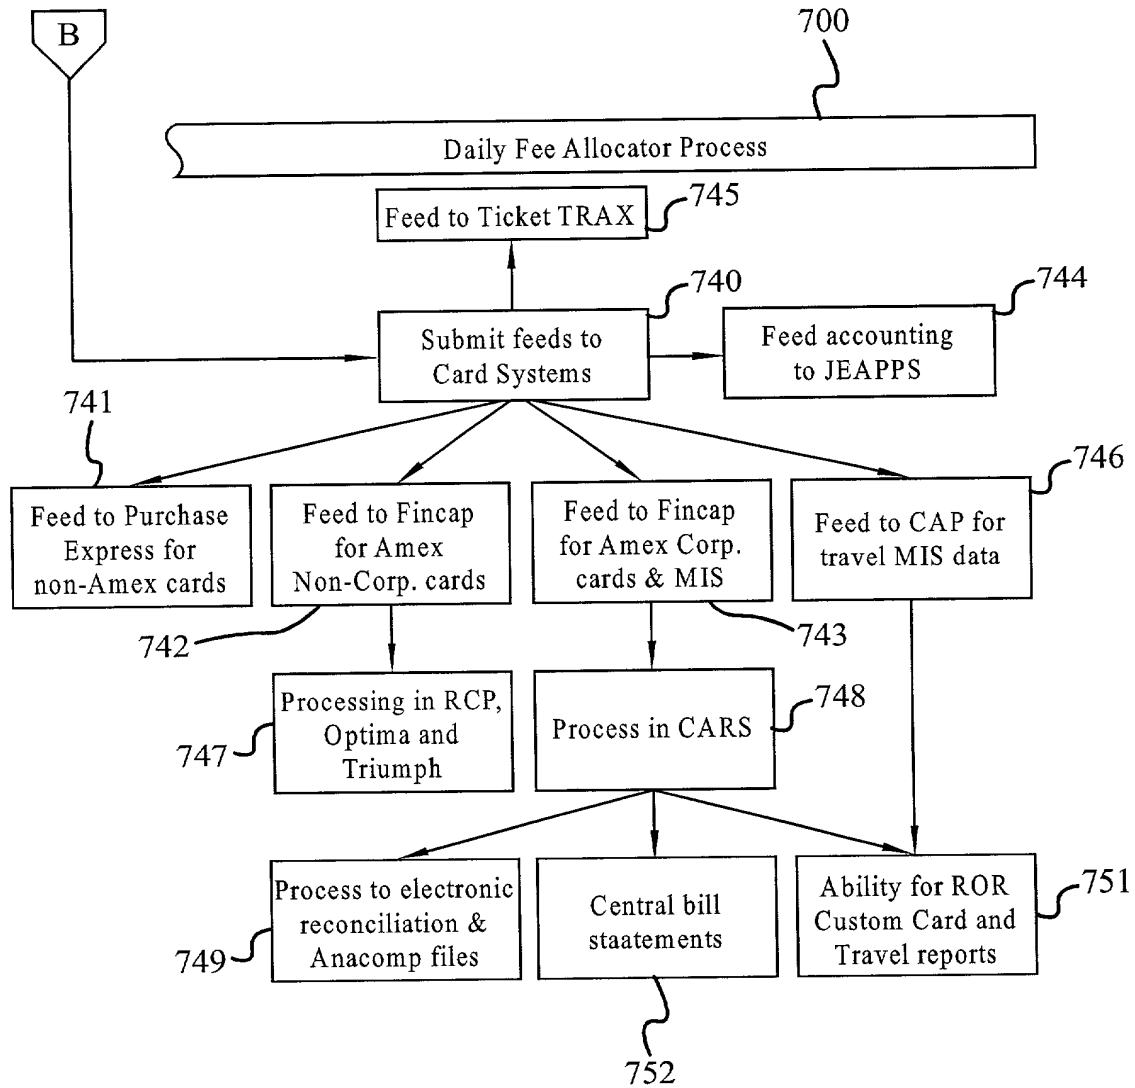 B
700
Daily Fee Allocator Process
Feed to Ticket TRAX
745
740
Submit feeds to
Card Systems
744
Feed accounting
to JEAPPS
741
Feed to Purchase
Express for
non-Amex cards
Feed to Fincap
for Amex
Non-Corp. cards
742
Feed to Fincap
for Amex Corp.
cards & MIS
743
746
Feed to CAP for
travel MIS data
Processing in RCP,
Optima and
Triumph
747
Process in CARS
748
Process to electronic
reconciliation &
Anacomp files
749
Central bill
staatements
752
Ability for ROR
Custom Card and
Travel reports
751